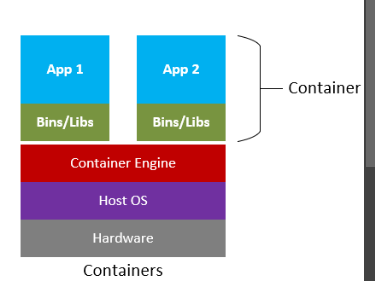 App 1
App 2
Container
Bins/Libs
Bins/Libs
Container Engine
Host OS
Hardware
Containers